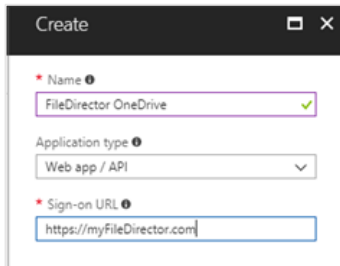 Create
* Name
FileDirector OneDrive
Application type
Web app / API
* Sign-on URL
https://myFileDirector.com